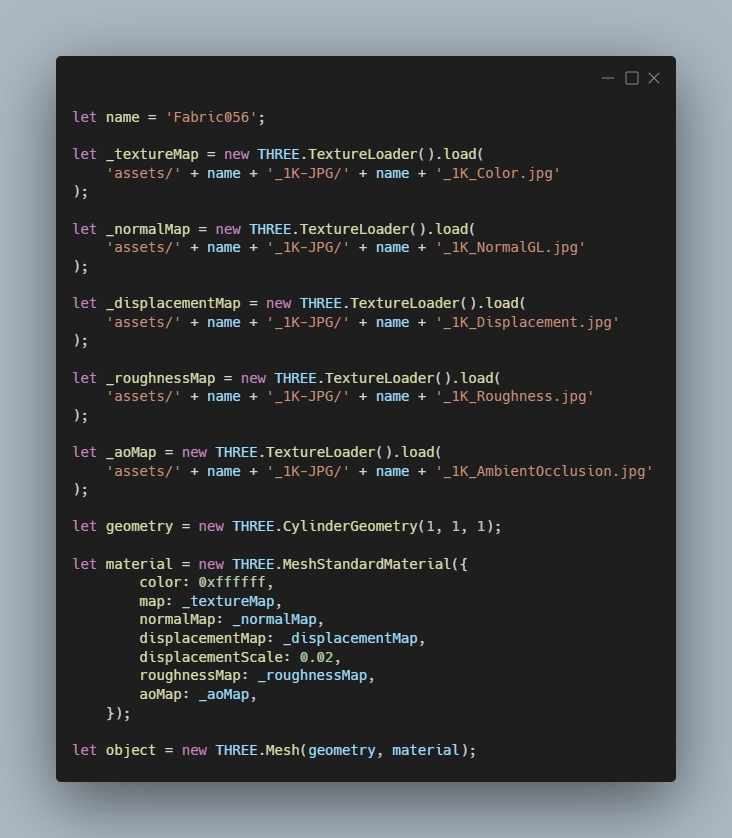 let name = 'Fabric056';
let _textureMap = new THREE.TextureLoader().load(
'assets/' + name + '_1K-JPG/' + name + '_1K_Color.jpg'
);
let _normalMap = new THREE.TextureLoader().load(
'assets/' + name + '_1K-JPG/' + name + '_1K_NormalGL.jpg'
);
let _displacementMap = new THREE.TextureLoader().load(
'assets/' + name + '_1K-JPG/' + name + '_1K_Displacement.jpg'
);
let _roughnessMap = new THREE.TextureLoader().load(
'assets/' + name + '_1K-JPG/' + name + '_1K_Roughness.jpg'
);
let _aoMap = new THREE.TextureLoader().load(
'assets/' + name + '_1K-JPG/' + name + '_1K_AmbientOcclusion.jpg'
);
let geometry = new THREE.CylinderGeometry(1, 1, 1);
let material = new THREE.MeshStandardMaterial({
color: 0xffffff,
map: _textureMap,
normalMap: _normalMap,
displacementMap: _displacementMap,
displacementScale: 0.02,
roughnessMap: _roughnessMap,
aoMap: _aoMap,
});
let object = new THREE.Mesh(geometry, material);